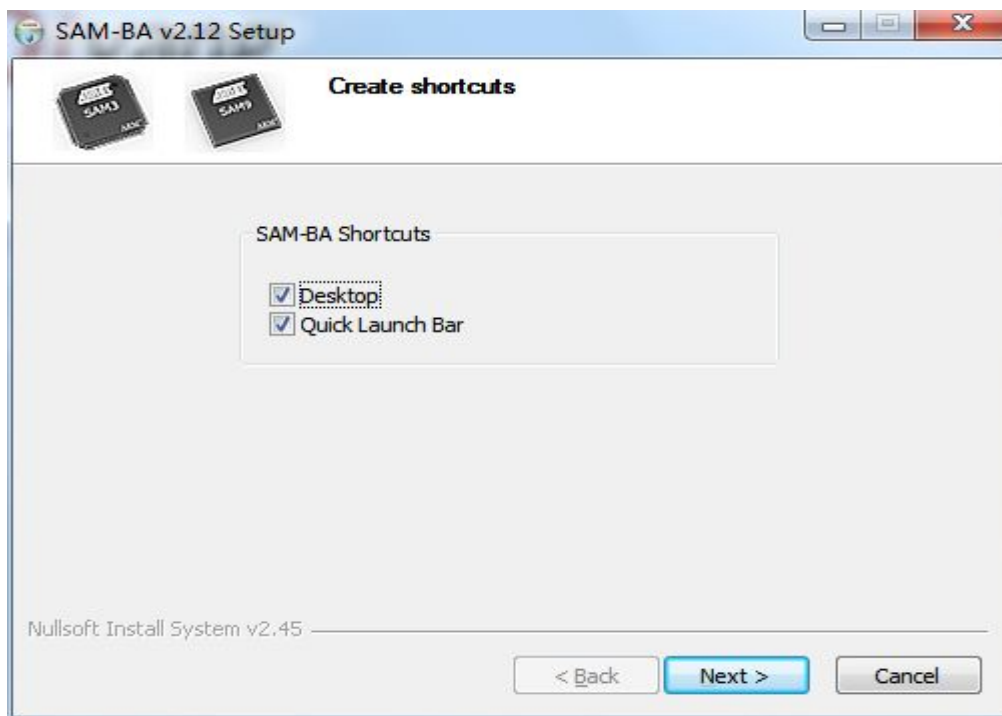 SAM-BA v2.12 Setup
Create shortcuts
SAM3
SAM9
SAM-BA Shortcuts
Desktop
Quick Launch Bar
Nullsoft Install System v2.45
< Back
Next >
Cancel